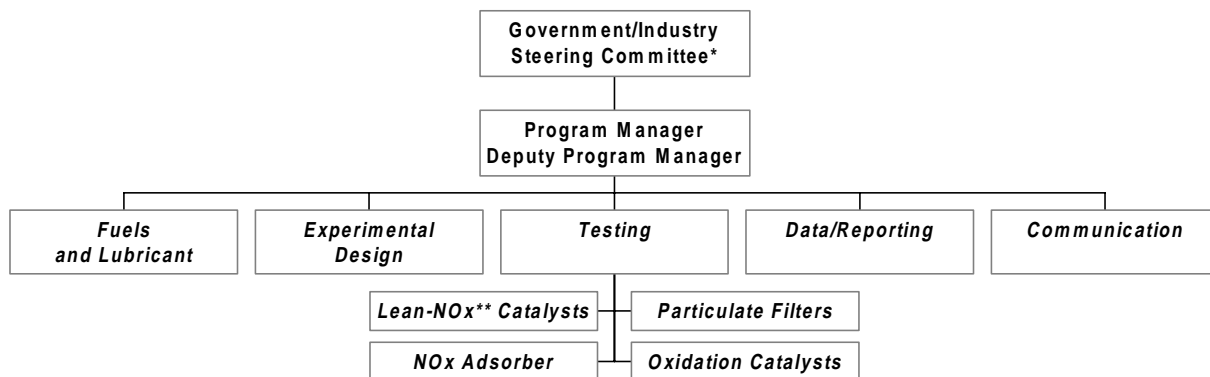 Government/Industry
Steering Committee*
Program Manager
Deputy Program Manager
Fuels
and Lubricant
Experimental
Design
Testing
Data/Reporting
Communication
Lean-NOx** Catalysts
Particulate Filters
NOx Adsorber
Oxidation Catalysts